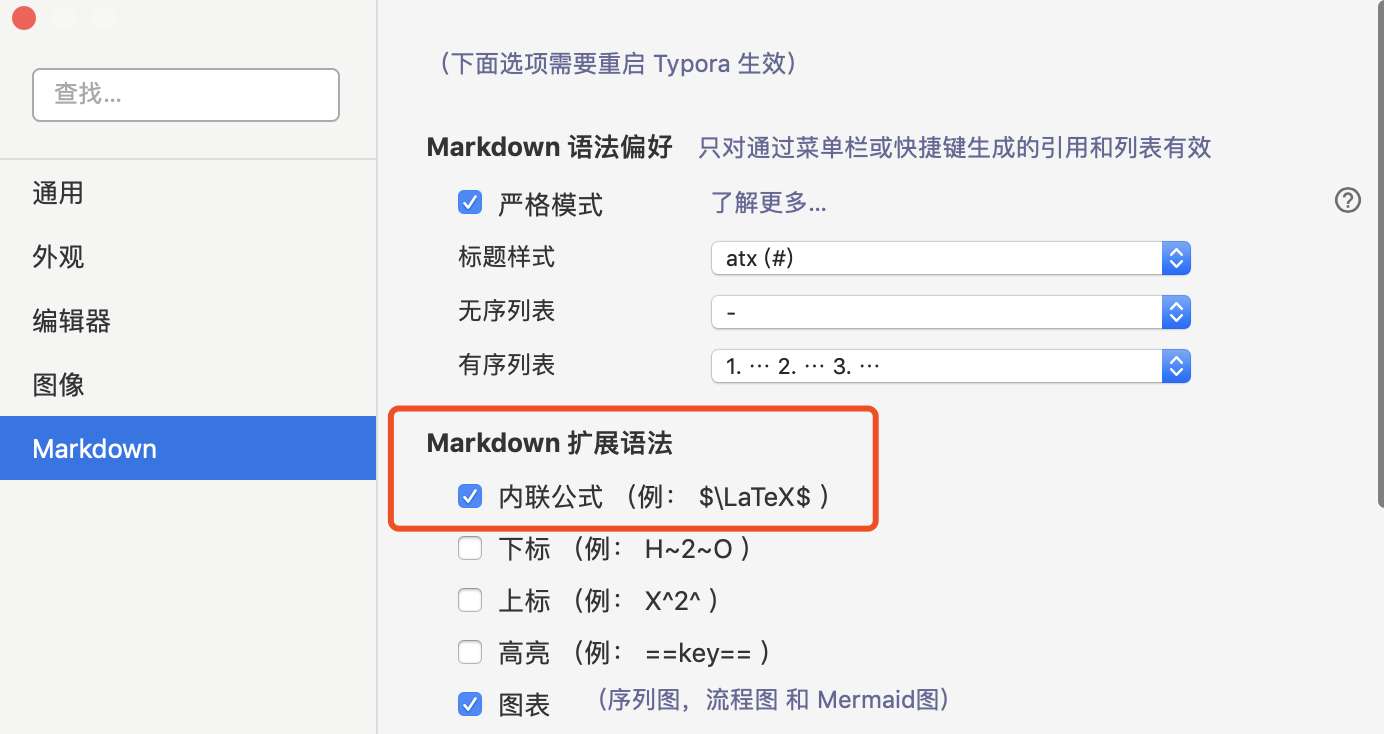 查找...
通用
外观
编辑器
图像
Markdown
（下面选项需要重启 Typora 生效）
Markdown 语法偏好 只对通过菜单栏或快捷键生成的引用和列表有效
严格模式 了解更多...
标题样式 atx (#)
无序列表 -
有序列表 1. ··· 2. ··· 3. ···
Markdown 扩展语法
内联公式 （例： $\LaTeX$ ）
下标 （例： H~2~O ）
上标 （例： X^2^ ）
高亮 （例： ==key== ）
图表 （序列图，流程图 和 Mermaid图）